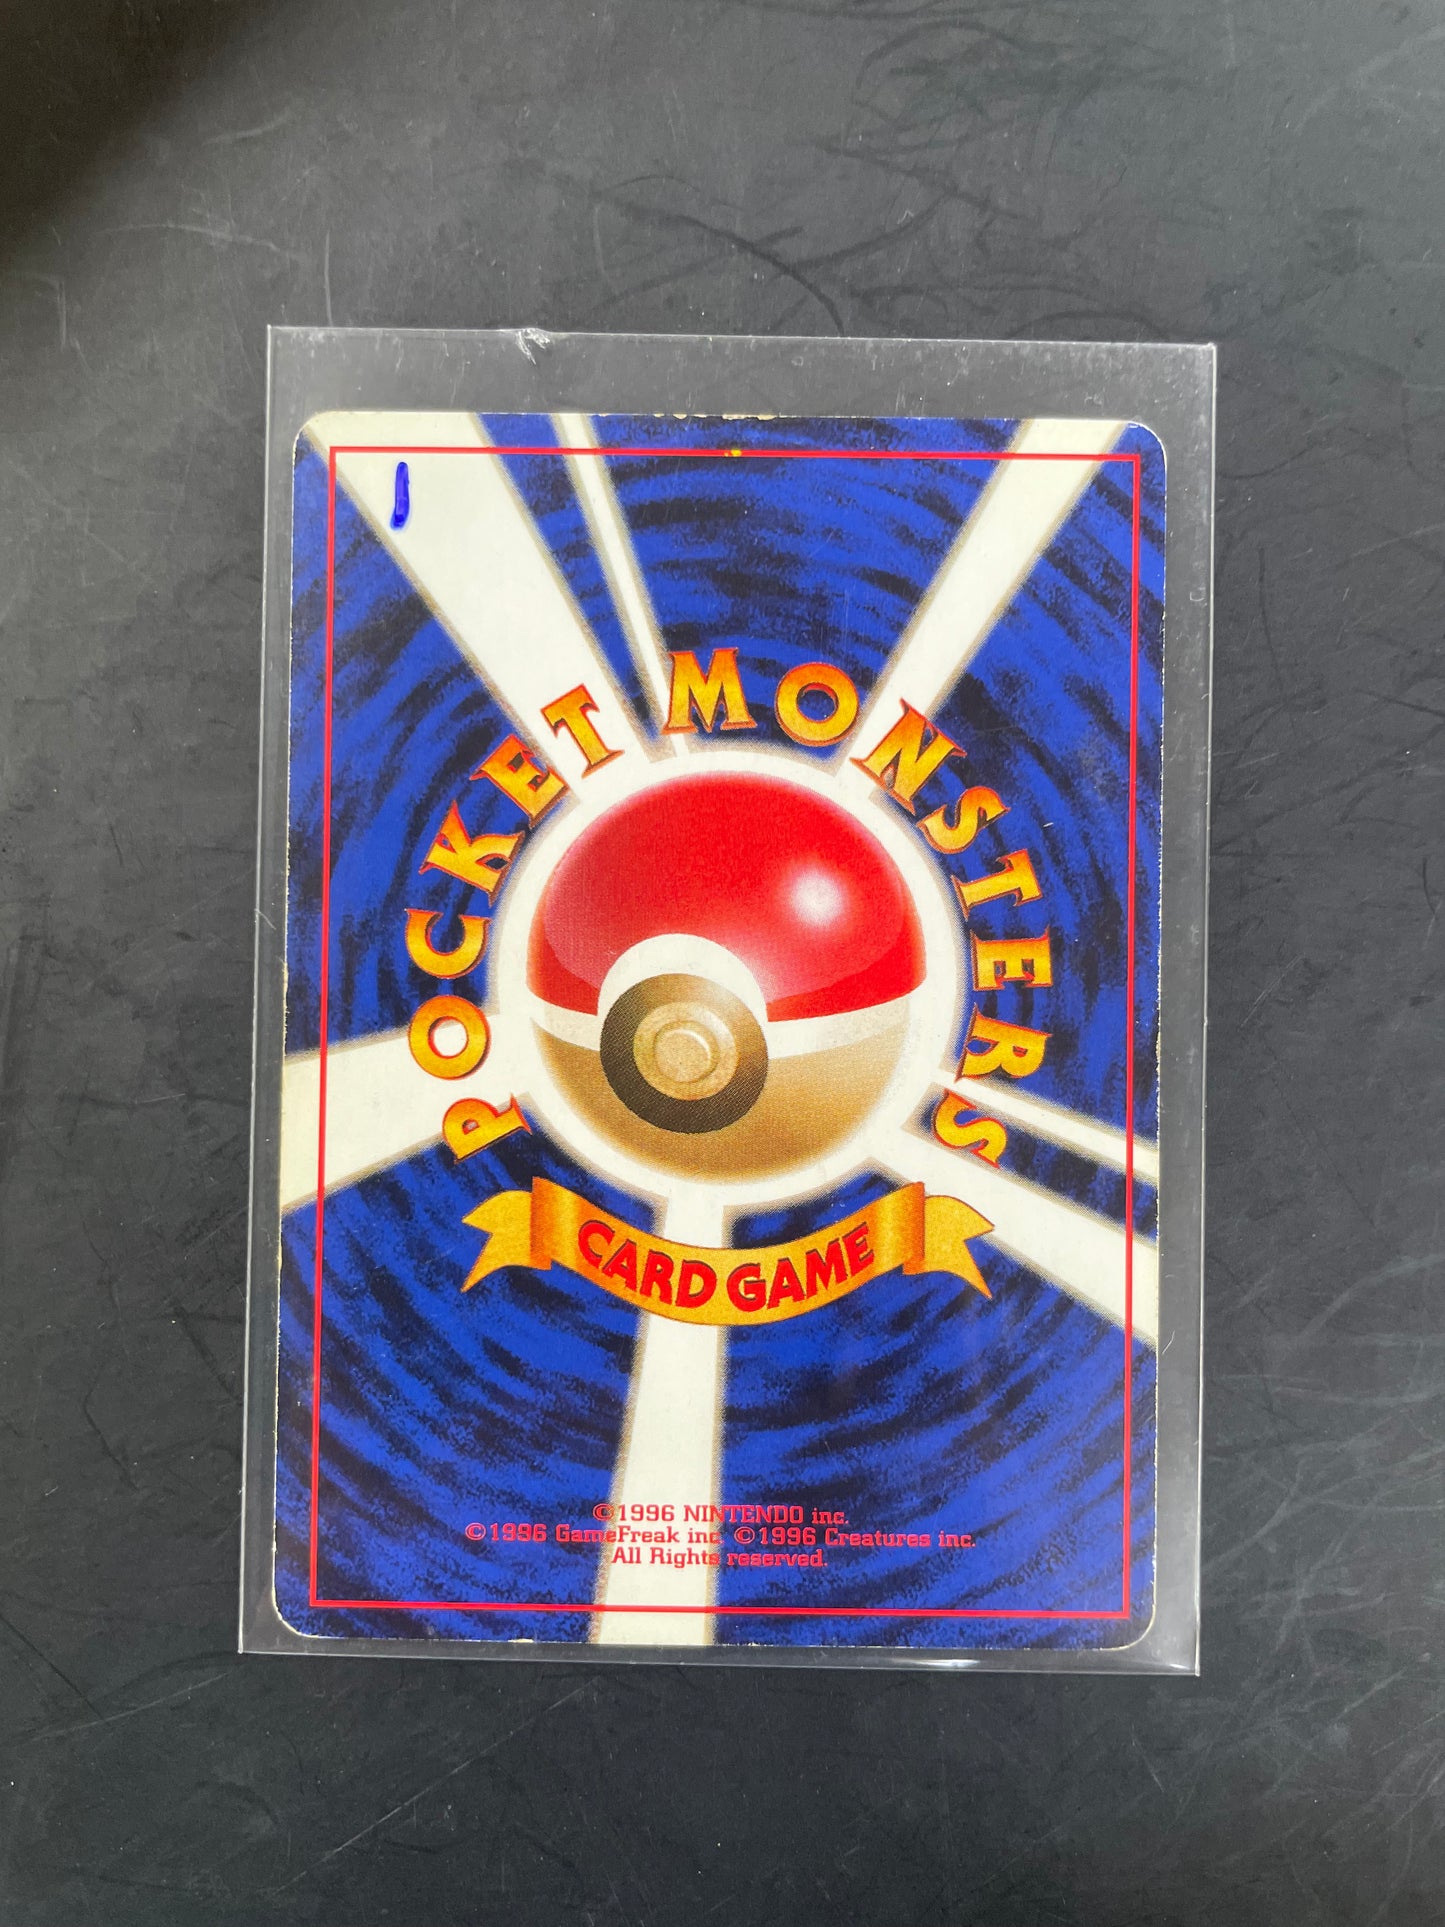 POCKET MONSTERS
CARD GAME
©1996 NINTENDO inc.
©1996 GameFreak inc. ©1996 Creatures inc.
All Rights reserved.